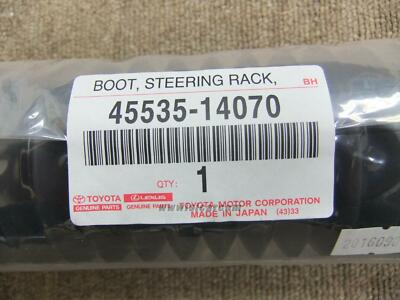 BOOT, STEERING RACK, BH
45535-14070
QTY: 1
TOYOTA LEXUS
GENUINE PARTS GENUINE PARTS
TOYOTA MOTOR CORPORATION
MADE IN JAPAN (43)33